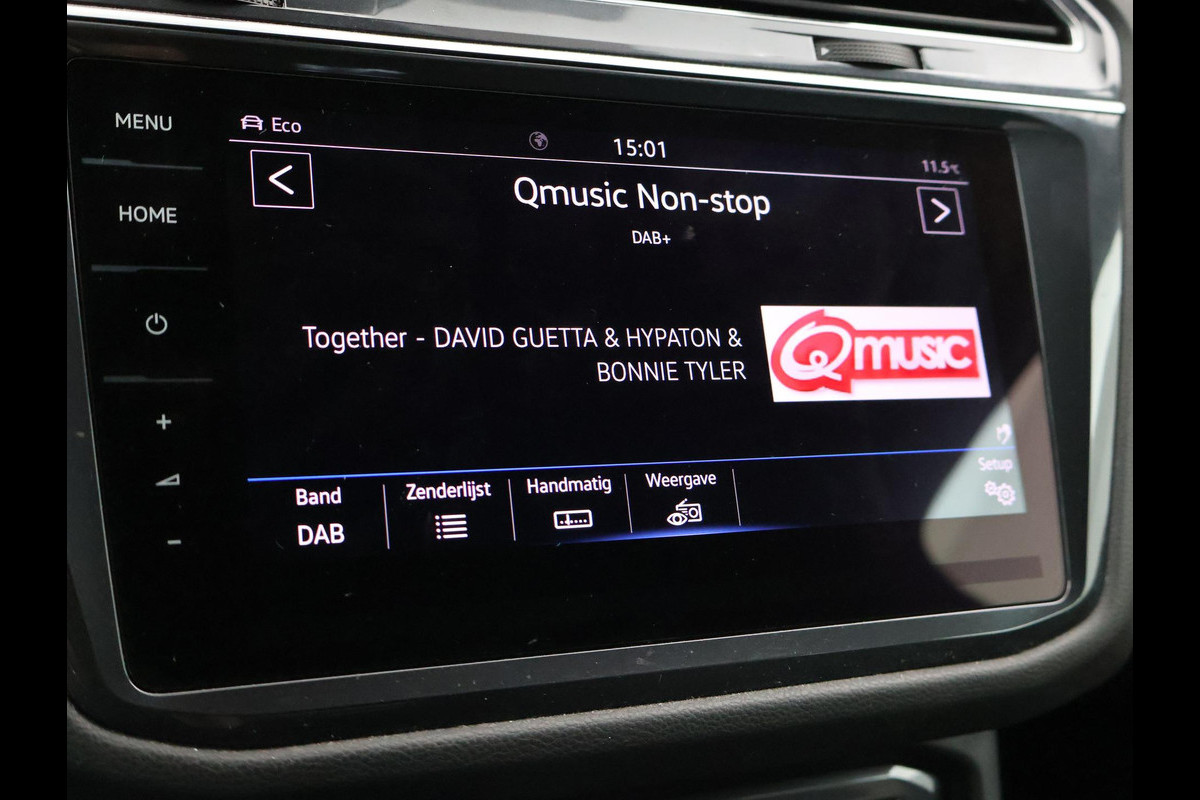 MENU
HOME
Eco
15:01
11.5°C
Qmusic Non-stop
DAB+
Together - DAVID GUETTA & HYPATON &
BONNIE TYLER
Qmusic
Band
DAB
Zenderlijst
Handmatig
Weergave
Setup